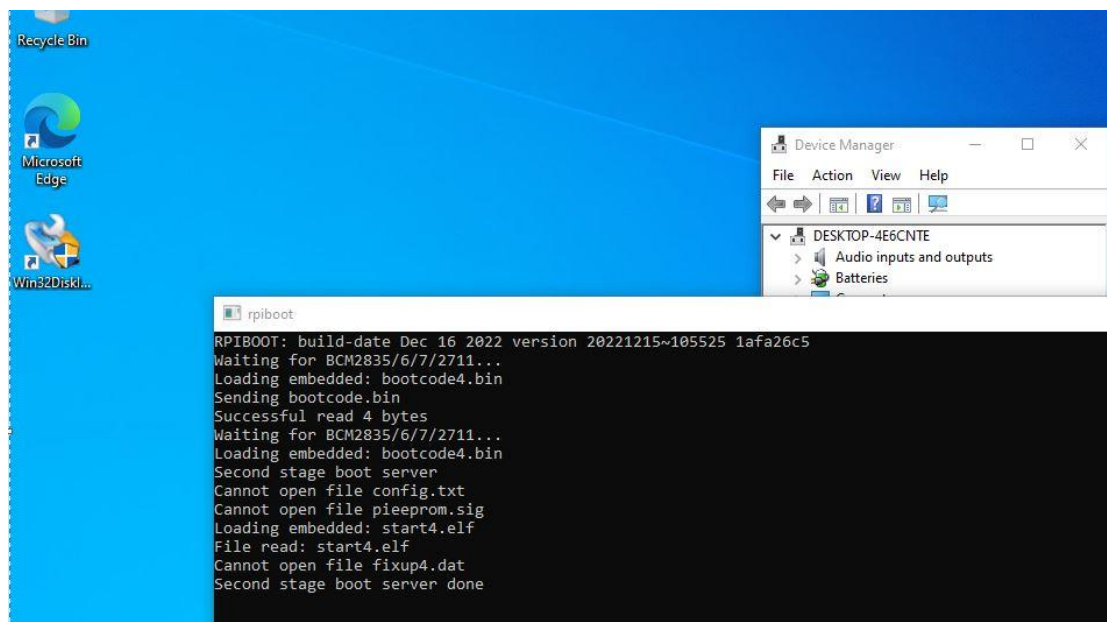 Recycle Bin
Microsoft
Edge
Win32DiskI...
Device Manager
File Action View Help
DESKTOP-4E6CNTE
Audio inputs and outputs
Batteries
rpiboot
RPIBOOT: build-date Dec 16 2022 version 20221215~105525 1afa26c5
Waiting for BCM2835/6/7/2711...
Loading embedded: bootcode4.bin
Sending bootcode.bin
Successful read 4 bytes
Waiting for BCM2835/6/7/2711...
Loading embedded: bootcode4.bin
Second stage boot server
Cannot open file config.txt
Cannot open file pieeprom.sig
Loading embedded: start4.elf
File read: start4.elf
Cannot open file fixup4.dat
Second stage boot server done